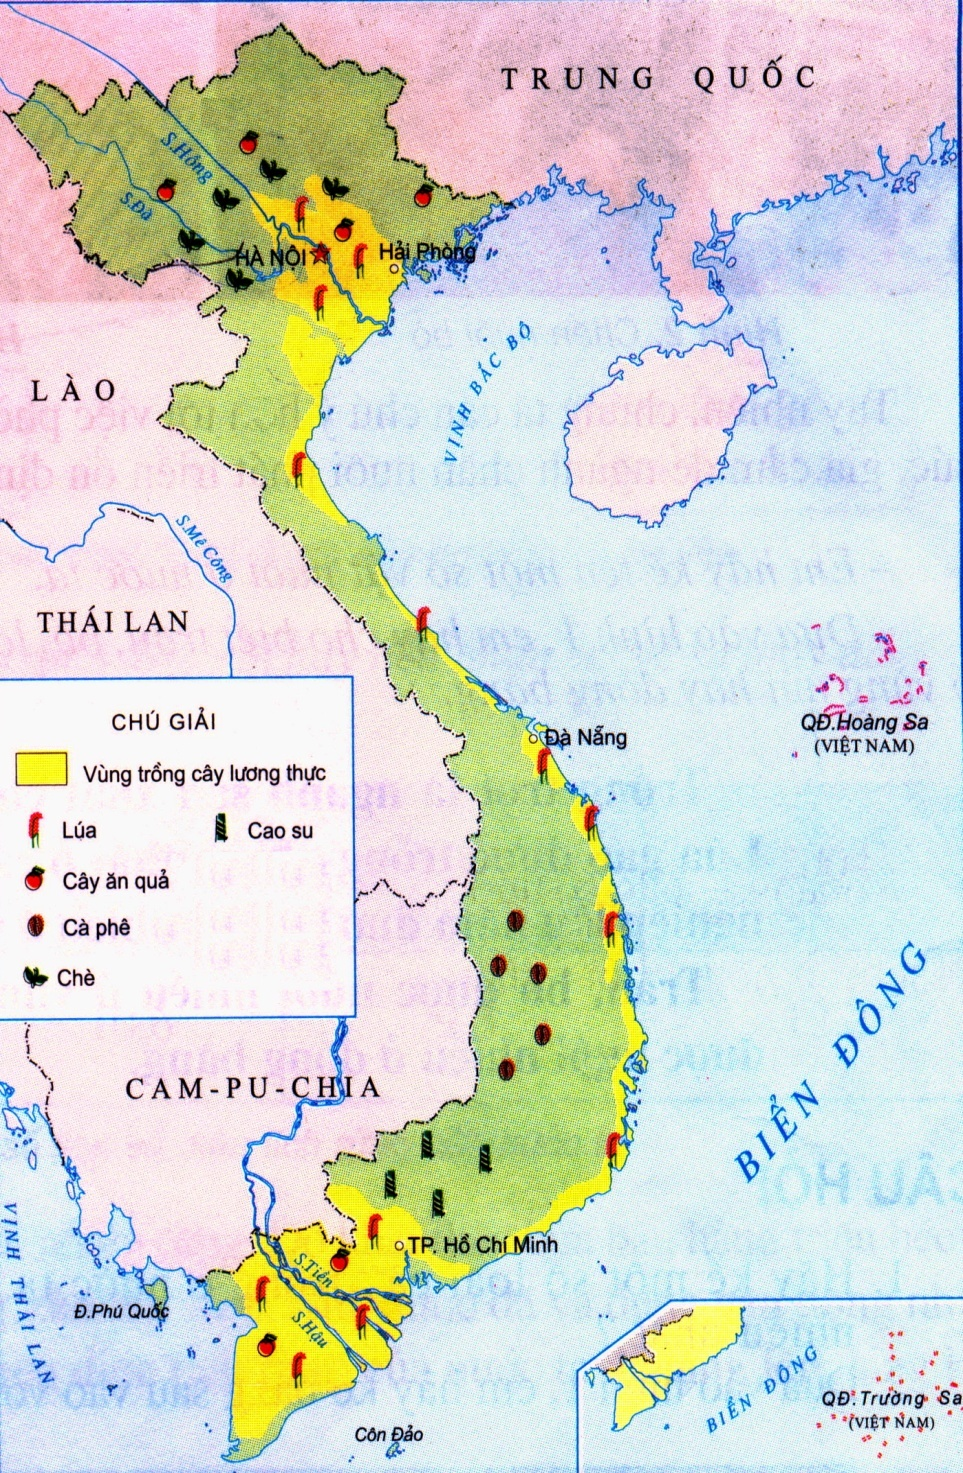 TRUNG QUỐC
S.Hồng
S.Đà
HÀ NỘI
Hải Phòng
LÀO
VỊNH BẮC BỘ
S.Mê Công
THÁI LAN
QĐ.Hoàng Sa
(VIỆT NAM)
Đà Nẵng
CHÚ GIẢI
Vùng trồng cây lương thực
Lúa
Cao su
Cây ăn quả
Cà phê
Chè
CAM-PU-CHIA
BIỂN ĐÔNG
VỊNH THÁI LAN
TP. Hồ Chí Minh
S.Tiền
S.Hậu
Đ.Phú Quốc
Côn Đảo
BIỂN ĐÔNG
QĐ.Trường Sa
(VIỆT NAM)